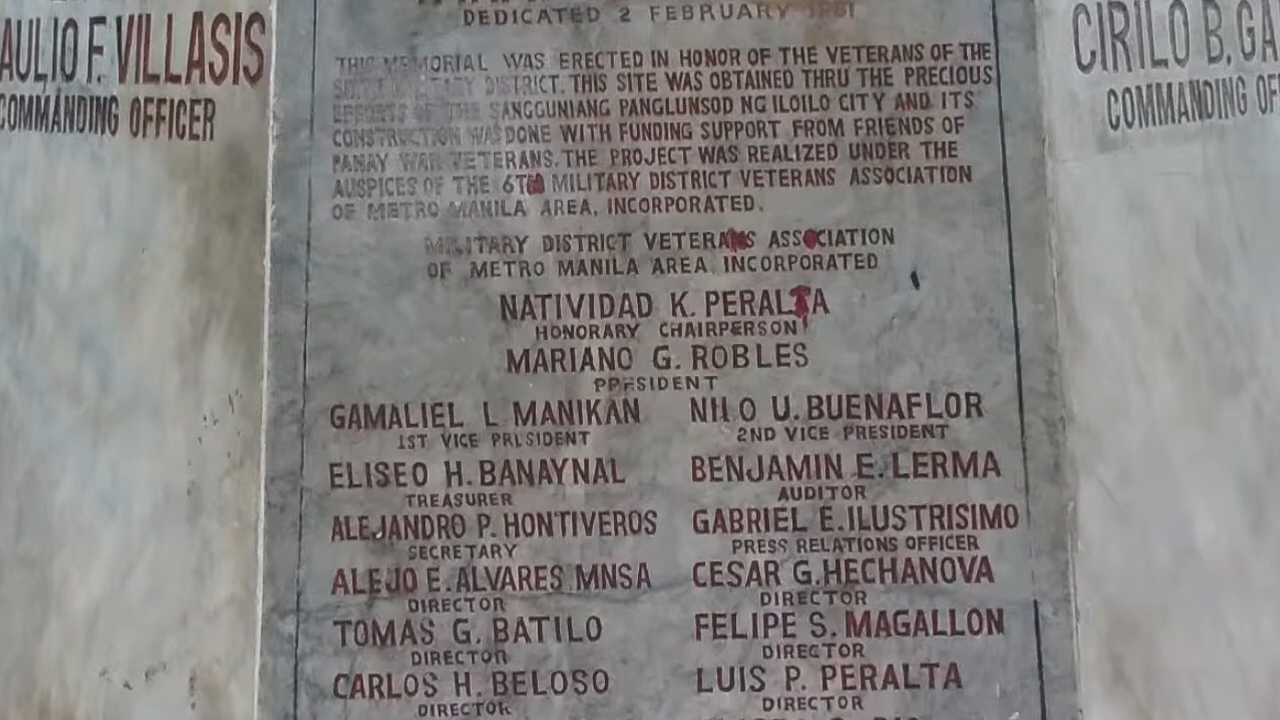 AULIO F. VILLASIS
COMMANDING OFFICER
DEDICATED 2 FEBRUARY 1981
THIS MEMORIAL WAS ERECTED IN HONOR OF THE VETERANS OF THE
SIXTH MILITARY DISTRICT. THIS SITE WAS OBTAINED THRU THE PRECIOUS
EFFORTS OF THE SANGGUNIANG PANGLUNSOD NG ILOILO CITY AND ITS
CONSTRUCTION WAS DONE WITH FUNDING SUPPORT FROM FRIENDS OF
PANAY WAR VETERANS. THE PROJECT WAS REALIZED UNDER THE
AUSPICES OF THE 6TH MILITARY DISTRICT VETERANS ASSOCIATION
OF METRO MANILA AREA, INCORPORATED.
MILITARY DISTRICT VETERANS ASSOCIATION
OF METRO MANILA AREA, INCORPORATED
NATIVIDAD K. PERALTA
HONORARY CHAIRPERSON
MARIANO G. ROBLES
PRESIDENT
GAMALIEL L. MANIKAN
1ST VICE PRESIDENT
NILO U. BUENAFLOR
2ND VICE PRESIDENT
ELISEO H. BANAYNAL
TREASURER
BENJAMIN E. LERMA
AUDITOR
ALEJANDRO P. HONTIVEROS
SECRETARY
GABRIEL E. ILUSTRISIMO
PRESS RELATIONS OFFICER
ALEJO E. ALVARES MNSA
DIRECTOR
CESAR G. HECHANOVA
DIRECTOR
TOMAS G. BATILO
DIRECTOR
FELIPE S. MAGALLON
DIRECTOR
CARLOS H. BELOSO
DIRECTOR
LUIS P. PERALTA
DIRECTOR
CIRILO B. GA
COMMANDING OF